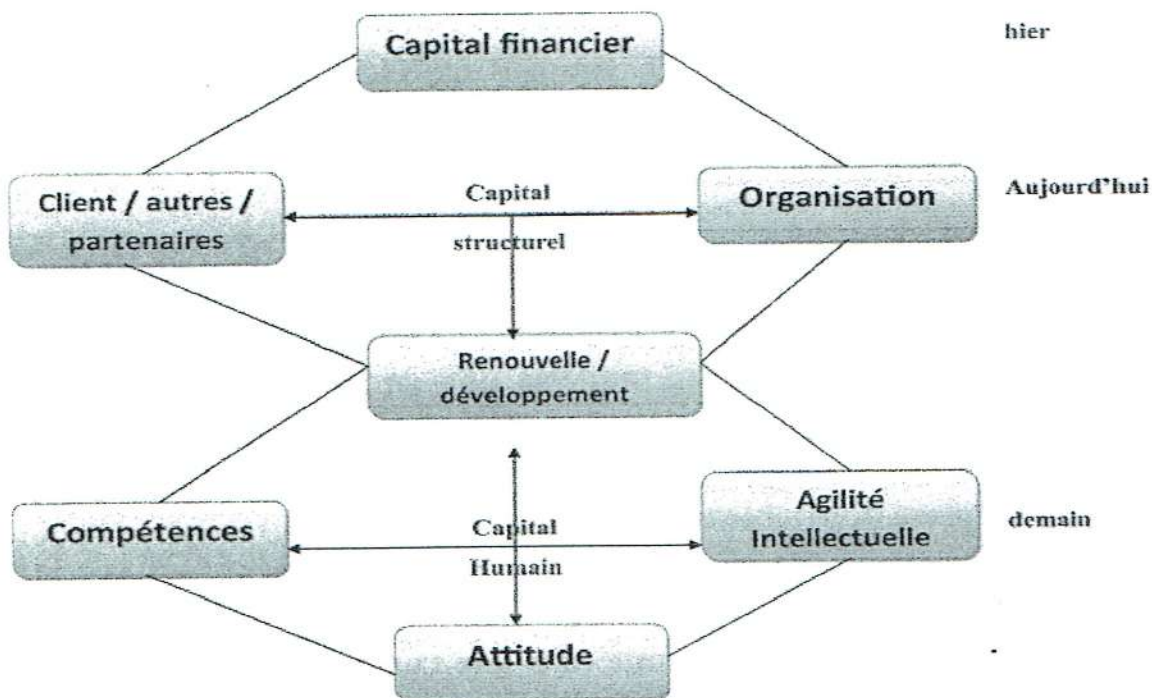 Capital financier
hier
Client / autres /
partenaires
Capital
structurel
Organisation
Aujourd'hui
Renouvelle /
développement
Compétences
Capital
Humain
Agilité
Intellectuelle
demain
Attitude